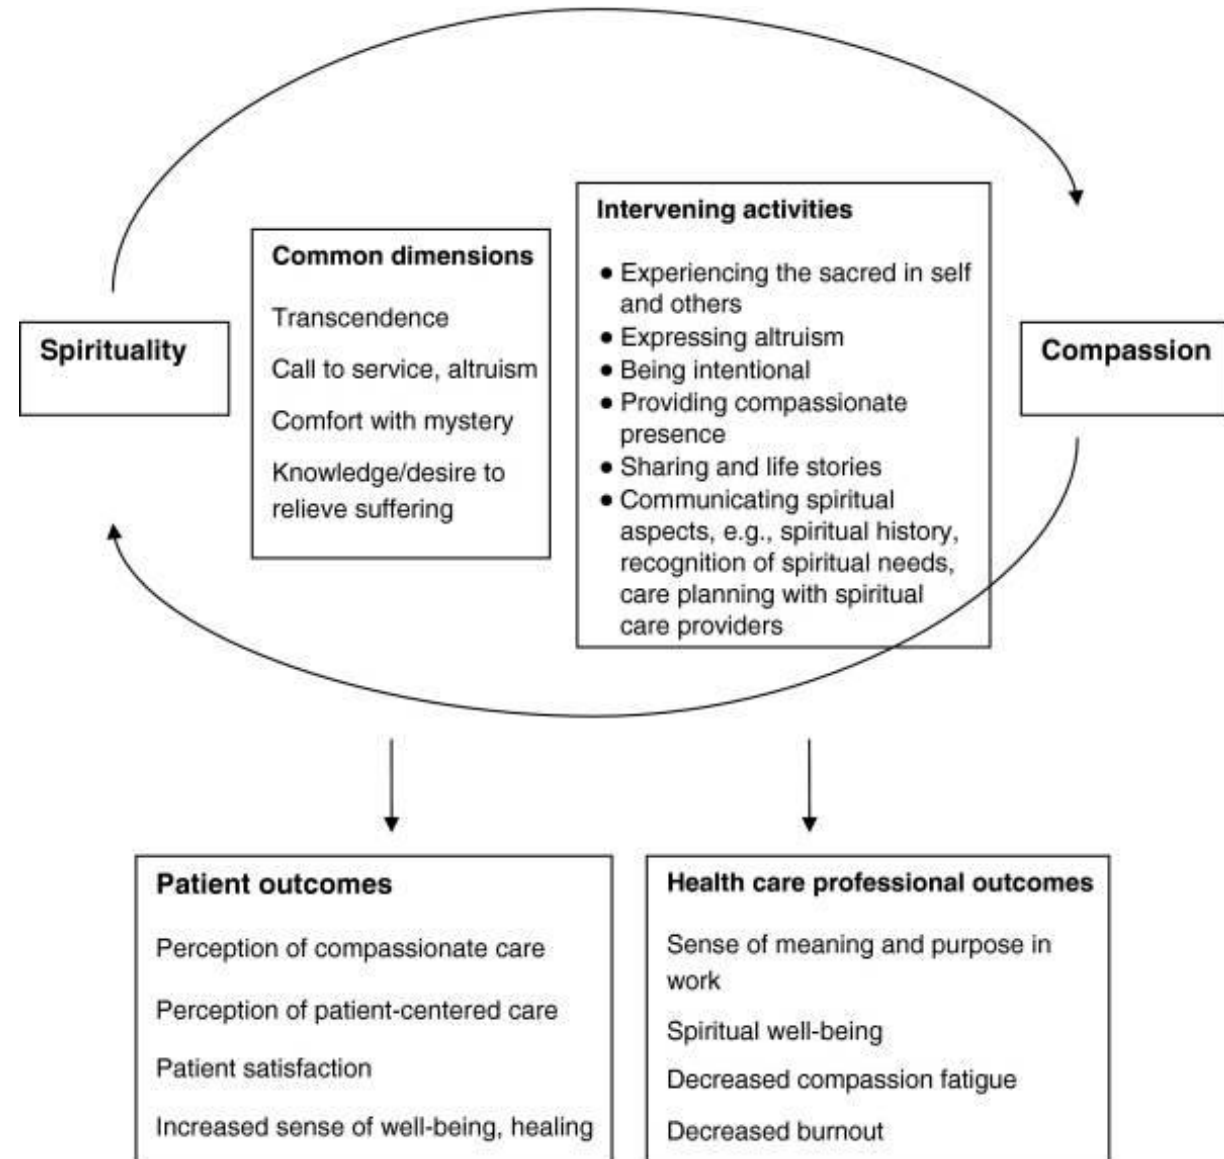 Spirituality
Common dimensions
Transcendence
Call to service, altruism
Comfort with mystery
Knowledge/desire to
relieve suffering
Intervening activities
● Experiencing the sacred in self
and others
● Expressing altruism
● Being intentional
● Providing compassionate
presence
● Sharing and life stories
● Communicating spiritual
aspects, e.g., spiritual history,
recognition of spiritual needs,
care planning with spiritual
care providers
Compassion
Patient outcomes
Perception of compassionate care
Perception of patient-centered care
Patient satisfaction
Increased sense of well-being, healing
Health care professional outcomes
Sense of meaning and purpose in
work
Spiritual well-being
Decreased compassion fatigue
Decreased burnout